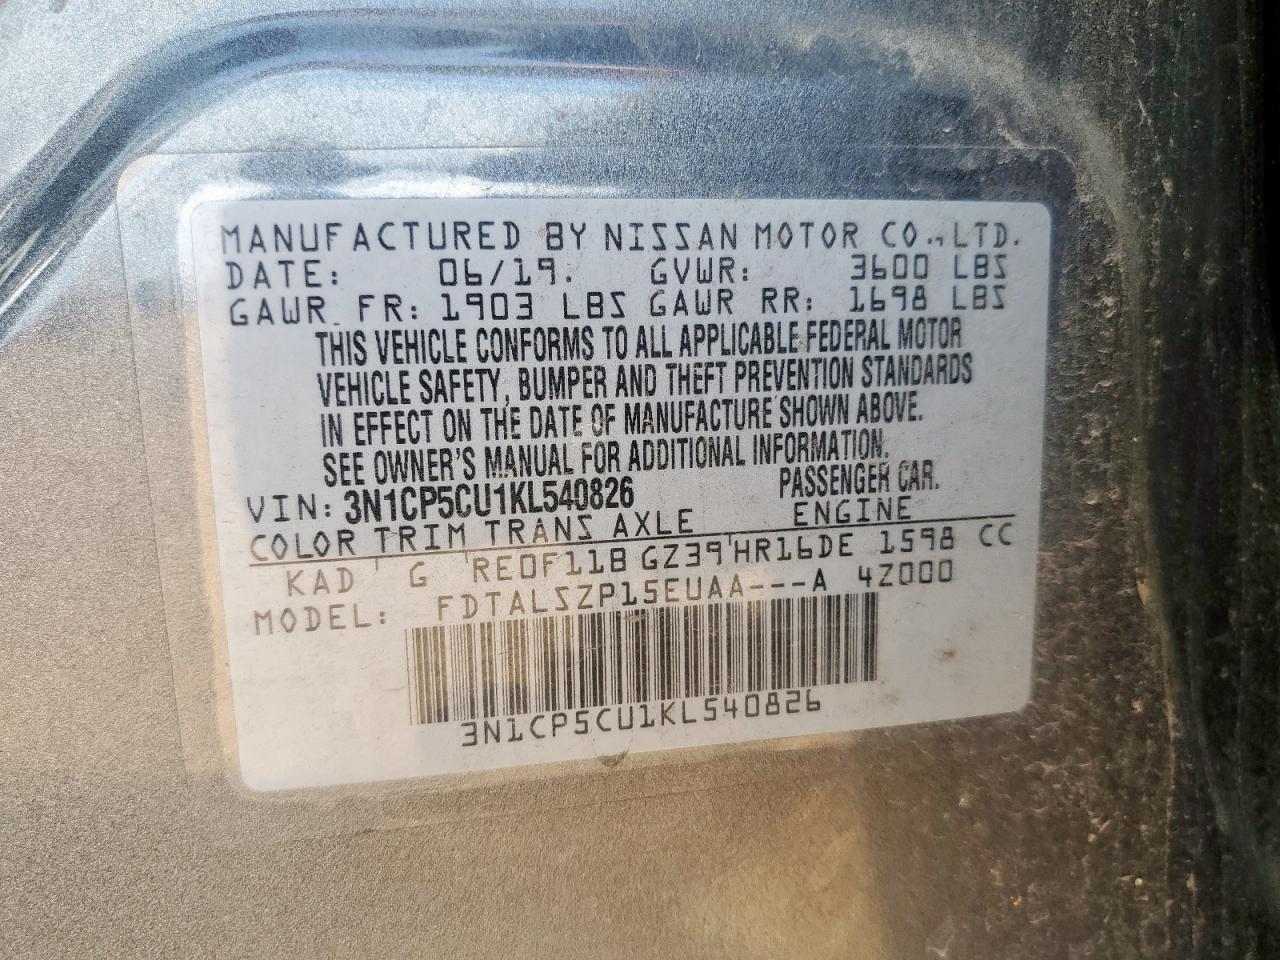 MANUFACTURED BY NISSAN MOTOR CO., LTD.
DATE: 06/19. GVWR: 3600 LBS
GAWR FR: 1903 LBS GAWR RR: 1698 LBS
THIS VEHICLE CONFORMS TO ALL APPLICABLE FEDERAL MOTOR
VEHICLE SAFETY, BUMPER AND THEFT PREVENTION STANDARDS
IN EFFECT ON THE DATE OF MANUFACTURE SHOWN ABOVE.
SEE OWNER'S MANUAL FOR ADDITIONAL INFORMATION.
VIN: 3N1CP5CU1KL540826 PASSENGER CAR.
COLOR TRIM TRANS AXLE ENGINE
KAD G RE0F11B GZ39 HR16DE 1598 CC
MODEL: FDTALSZP15EUAA---A 4Z000
3N1CP5CU1KL540826